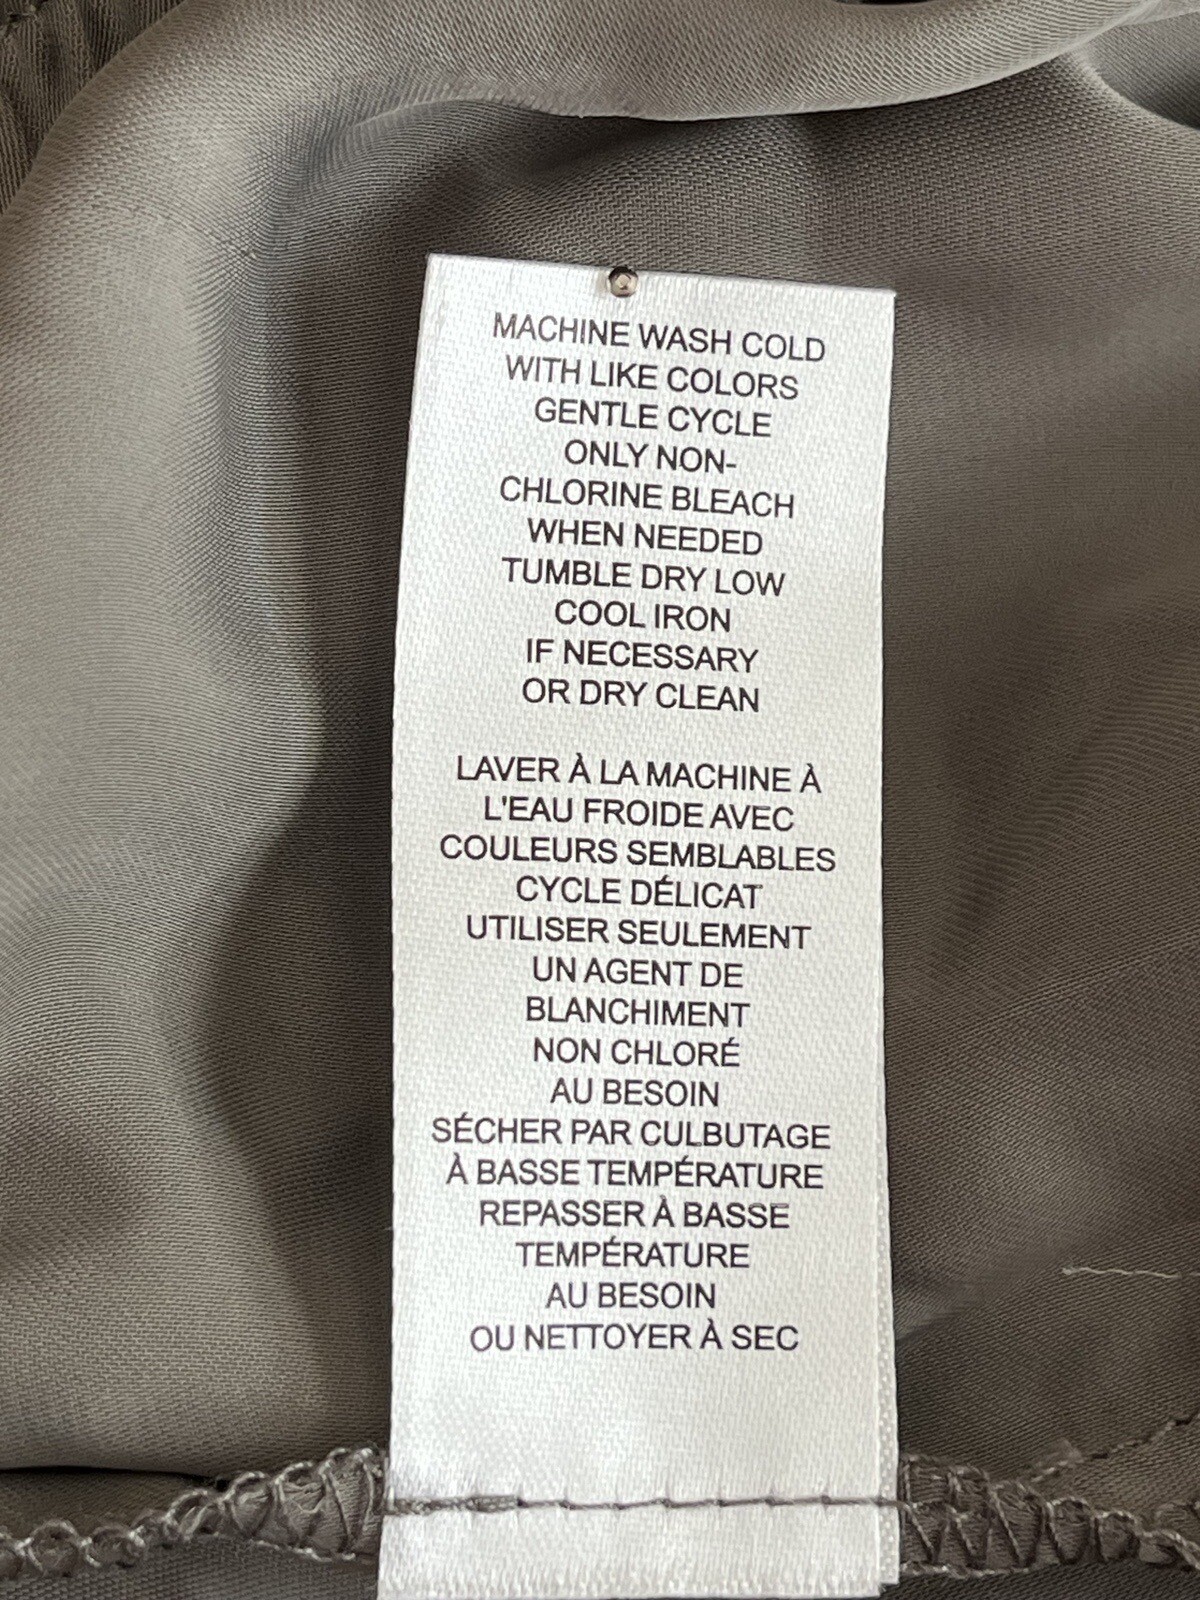 MACHINE WASH COLD
WITH LIKE COLORS
GENTLE CYCLE
ONLY NON-
CHLORINE BLEACH
WHEN NEEDED
TUMBLE DRY LOW
COOL IRON
IF NECESSARY
OR DRY CLEAN
LAVER À LA MACHINE À
L'EAU FROIDE AVEC
COULEURS SEMBLABLES
CYCLE DÉLICAT
UTILISER SEULEMENT
UN AGENT DE
BLANCHIMENT
NON CHLORÉ
AU BESOIN
SÉCHER PAR CULBUTAGE
À BASSE TEMPÉRATURE
REPASSER À BASSE
TEMPÉRATURE
AU BESOIN
OU NETTOYER À SEC